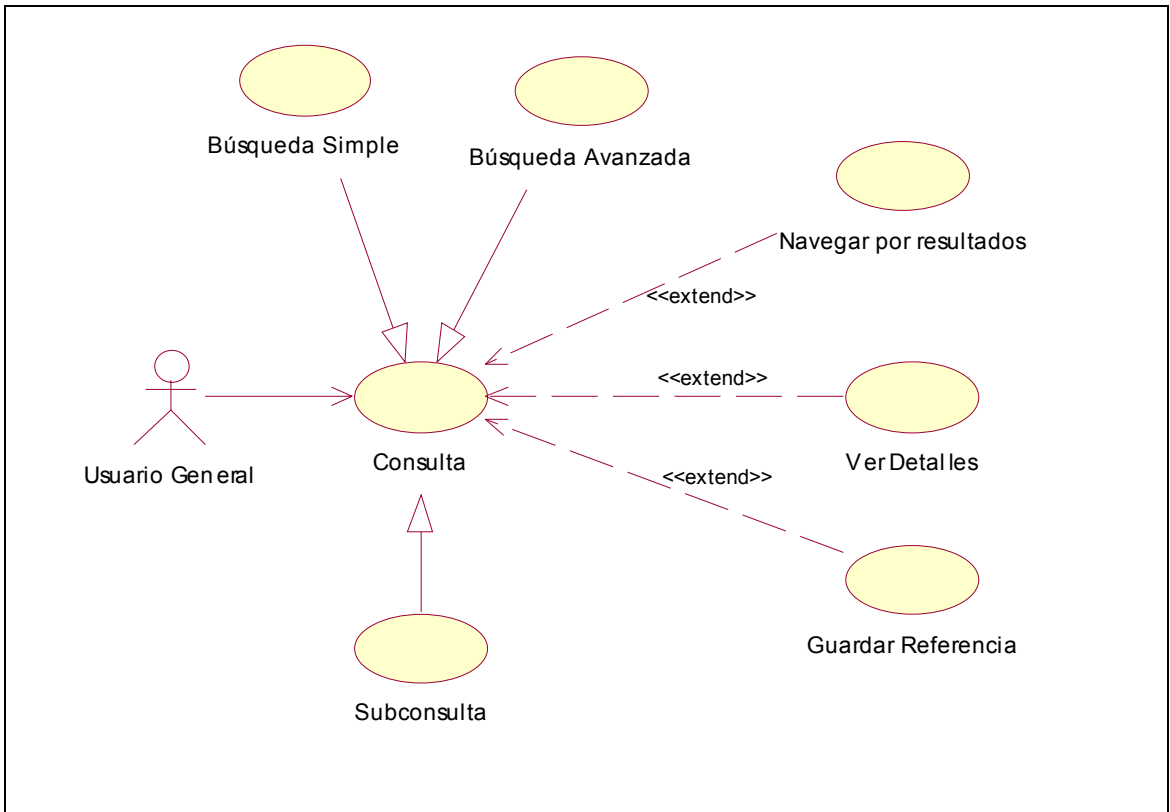 Búsqueda Simple
Búsqueda Avanzada
Navegar por resultados
<<extend>>
<<extend>>
Usuario General
Consulta
Ver Detalles
<<extend>>
Guardar Referencia
Subconsulta